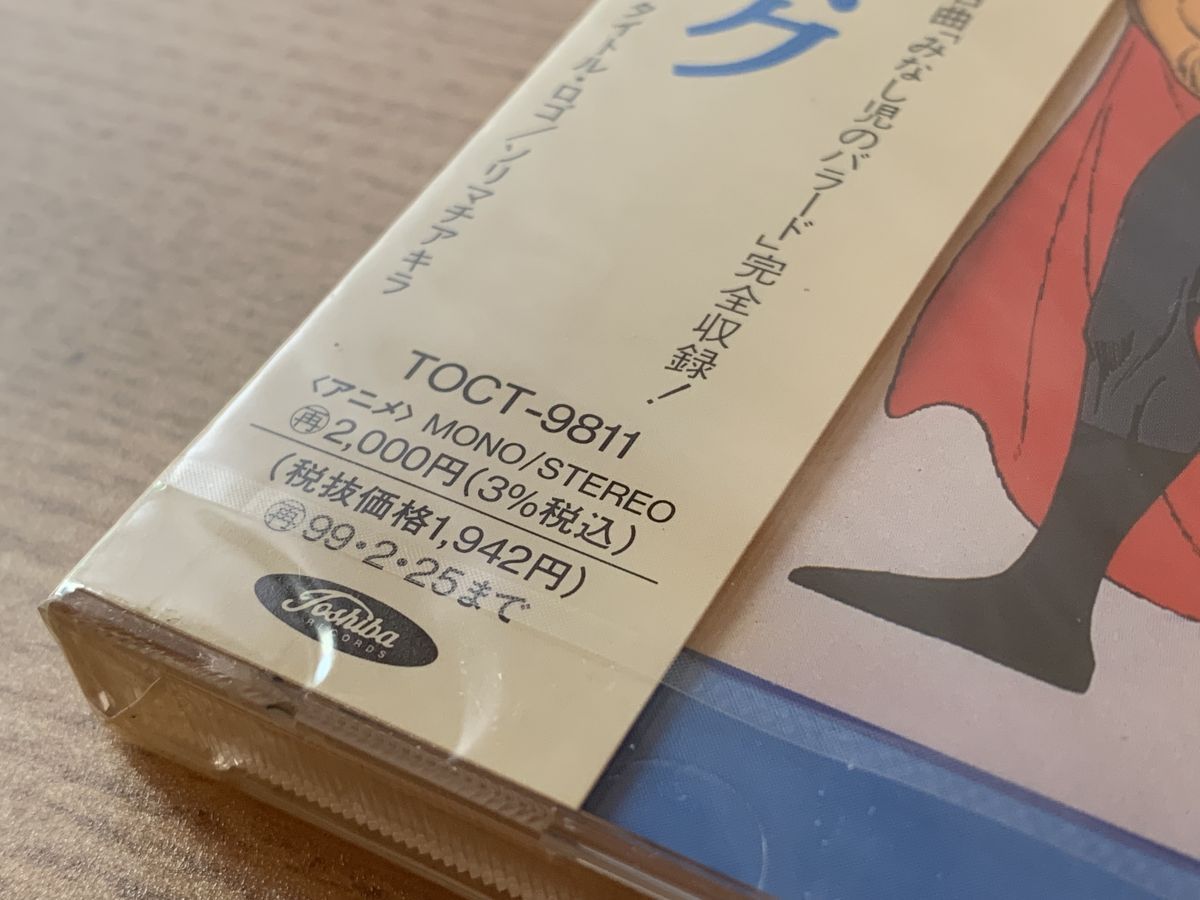 曲「みなし児のバラード」完全収録!
タイトル・ロゴ/ソリマチアキラ
TOCT-9811
〈アニメ〉 MONO/STEREO
再2,000円(3%税込)
(税抜価格1,942円)
再99・2・25まで
Toshiba
RECORDS